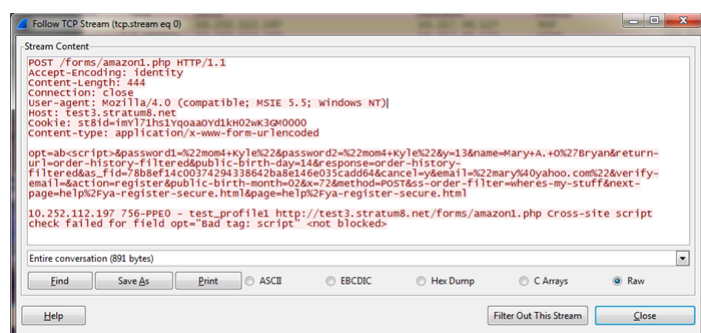 Follow TCP Stream (tcp.stream eq 0)
Stream Content
POST /forms/amazon1.php HTTP/1.1
Accept-Encoding: identity
Content-Length: 444
Connection: close
User-agent: Mozilla/4.0 (compatible; MSIE 5.5; Windows NT)
Host: test3.stratum8.net-
Cookie: st8id=imYl71hs1YqoaaOYd1kH02wK3GM0000
Content-type: application/x-www-form-urlencoded
opt=ab<script>&password1=%22mom4+Kyle%22&password2=%22mom4+Kyle%22&y=13&name=Mary+A.+O%27Bryan&return-
url=order-history-filtered&public-birth-day=14&response=order-history-
filtered&as_fid=78b8ef14c00374294338642ba8e146e035cadd64&cancel=y&email=%22mary%40yahoo.com%22&verify-
email=&action=register&public-birth-month=02&x=72&method=POST&ss-order-filter=wheres-my-stuff&next-
page=help%2Fya-register-secure.html&page=help%2Fya-register-secure.html
10.252.112.197 756-PPE0 - test_profile1 http://test3.stratum8.net/forms/amazon1.php Cross-site script
check failed for field opt="Bad tag: script" <not blocked>
Entire conversation (891 bytes)
Find Save As Print ASCII EBCDIC Hex Dump C Arrays Raw
Help Filter Out This Stream Close